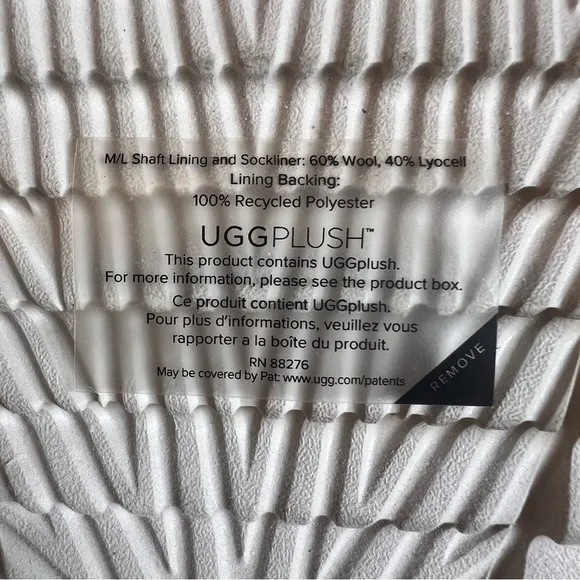 M/L Shaft Lining and Sockliner: 60% Wool, 40% Lyocell
Lining Backing:
100% Recycled Polyester
UGGPLUSH™
This product contains UGGplush.
For more information, please see the product box.
Ce produit contient UGGplush.
Pour plus d'informations, veuillez vous
rapporter a la boîte du produit.
RN 88276
May be covered by Pat: www.ugg.com/patents
REMOVE